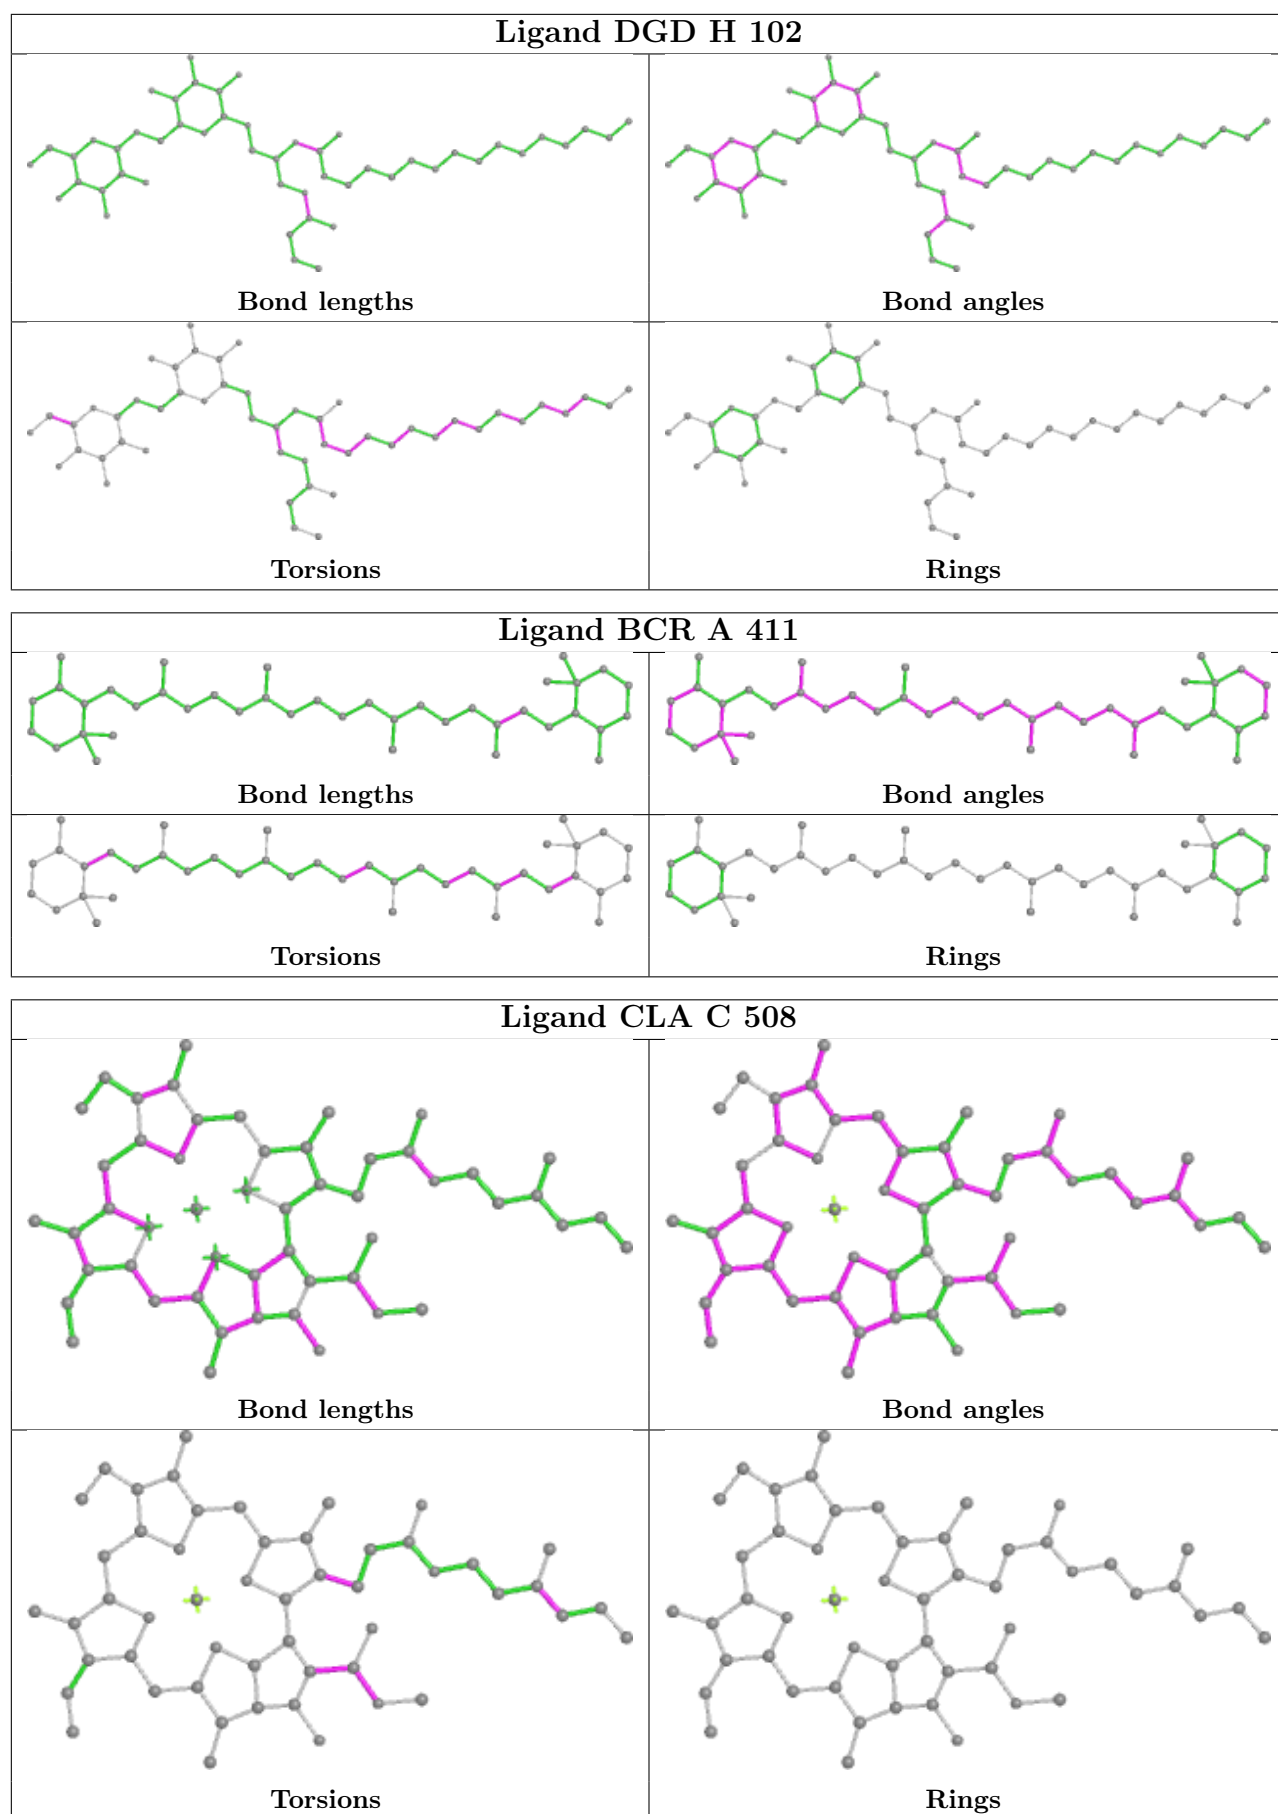 Ligand DGD H 102
Bond lengths
Bond angles
Torsions
Rings
Ligand BCR A 411
Bond lengths
Bond angles
Torsions
Rings
Ligand CLA C 508
Bond lengths
Bond angles
Torsions
Rings